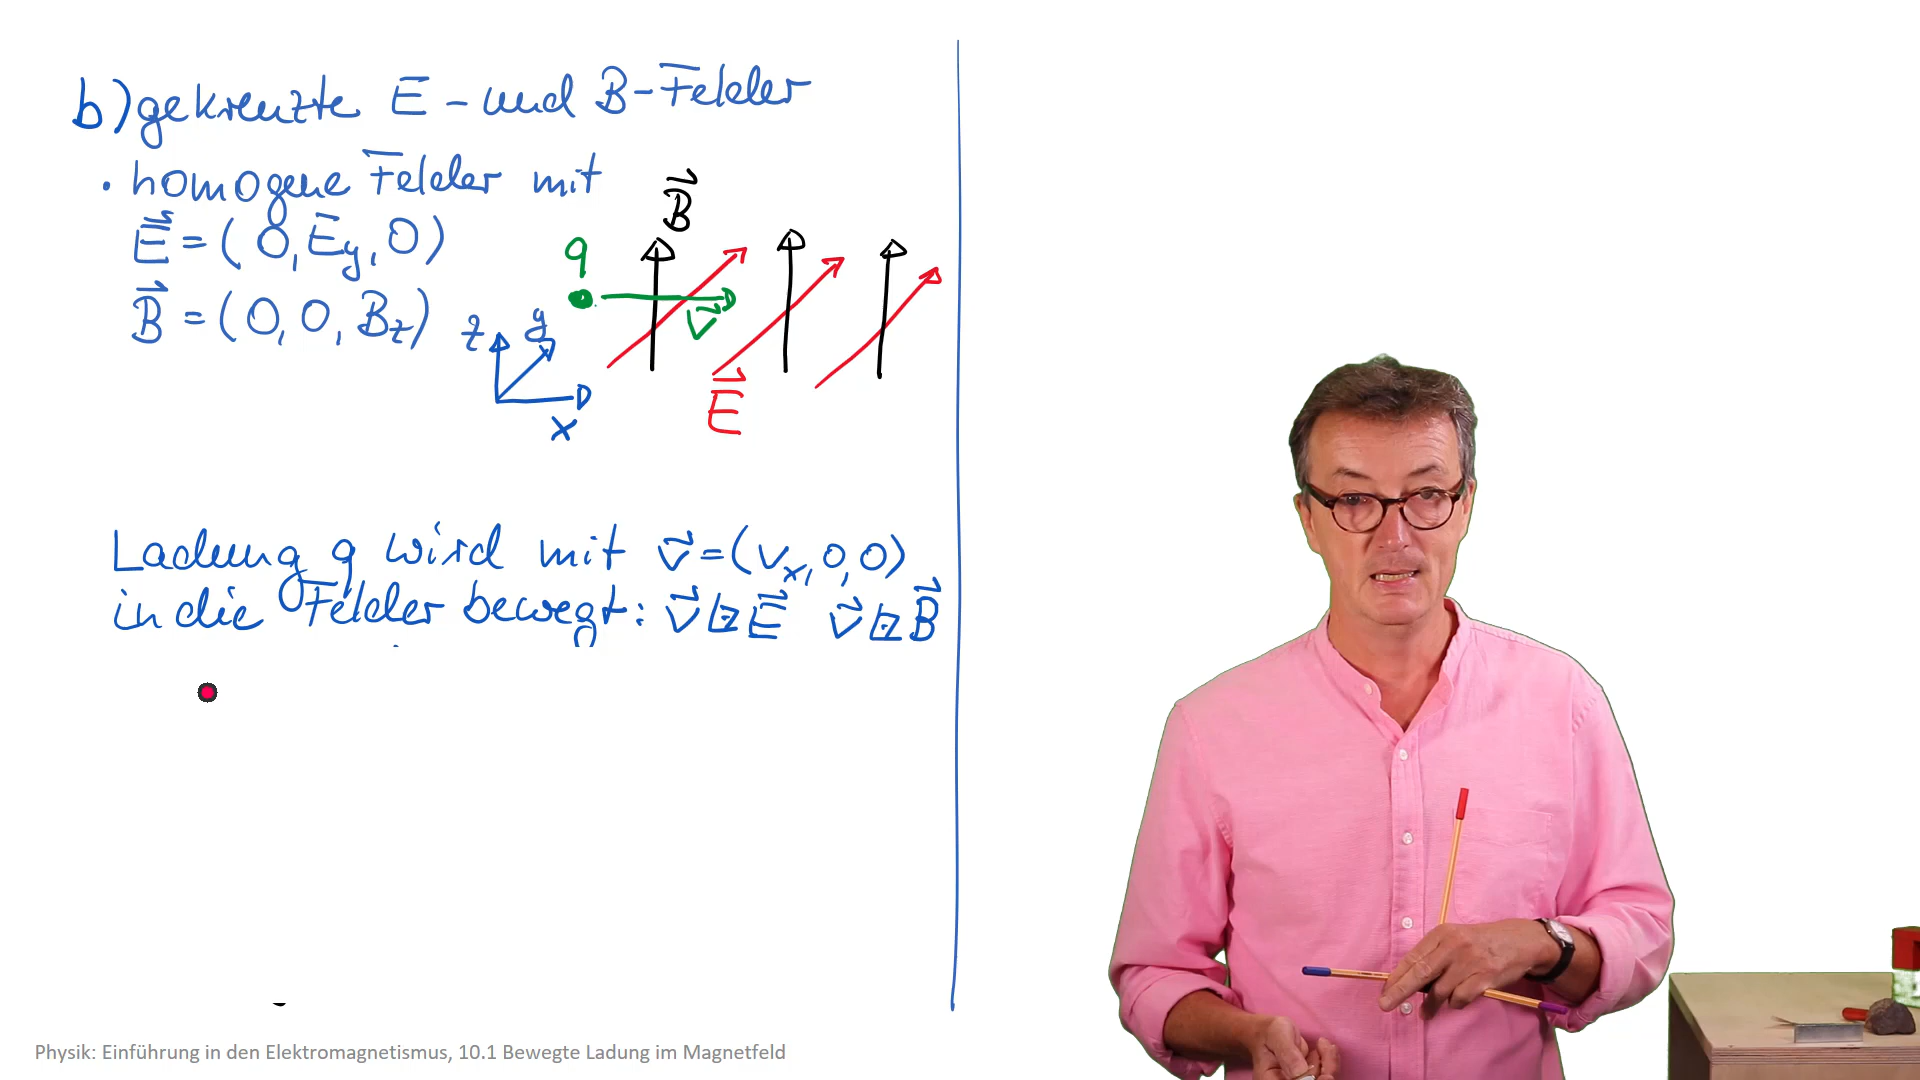 b) gekreuzte E - und B-Felder
• homogene Felder mit
E⃗ = ( 0, Ey, 0 )
B⃗ = ( 0, 0, Bz )
B⃗
q
v⃗
E⃗
z y
x
Ladung q wird mit v⃗ = (vx, 0, 0)
in die Felder bewegt: v⃗ ⊥ E⃗ v⃗ ⊥ B⃗
Physik: Einführung in den Elektromagnetismus, 10.1 Bewegte Ladung im Magnetfeld